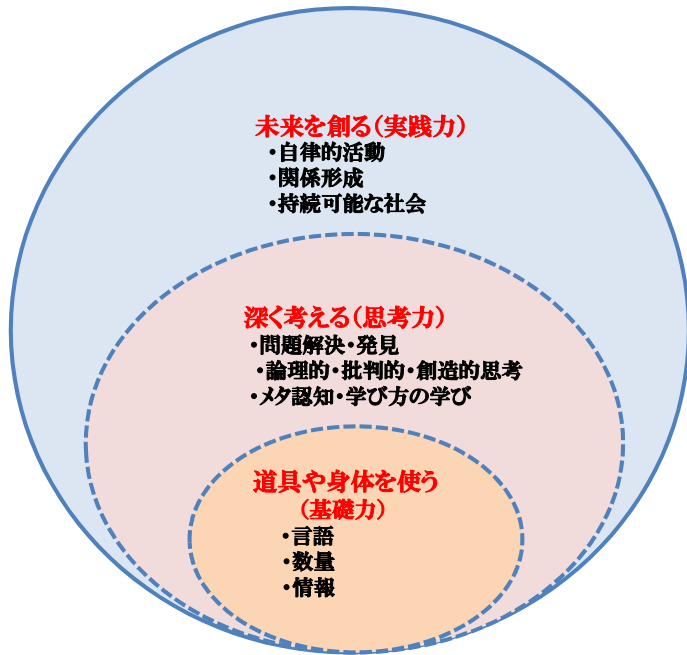 未来を創る（実践力）
・自律的活動
・関係形成
・持続可能な社会
深く考える（思考力）
・問題解決・発見
・論理的・批判的・創造的思考
・メタ認知・学び方の学び
道具や身体を使う
（基礎力）
・言語
・数量
・情報